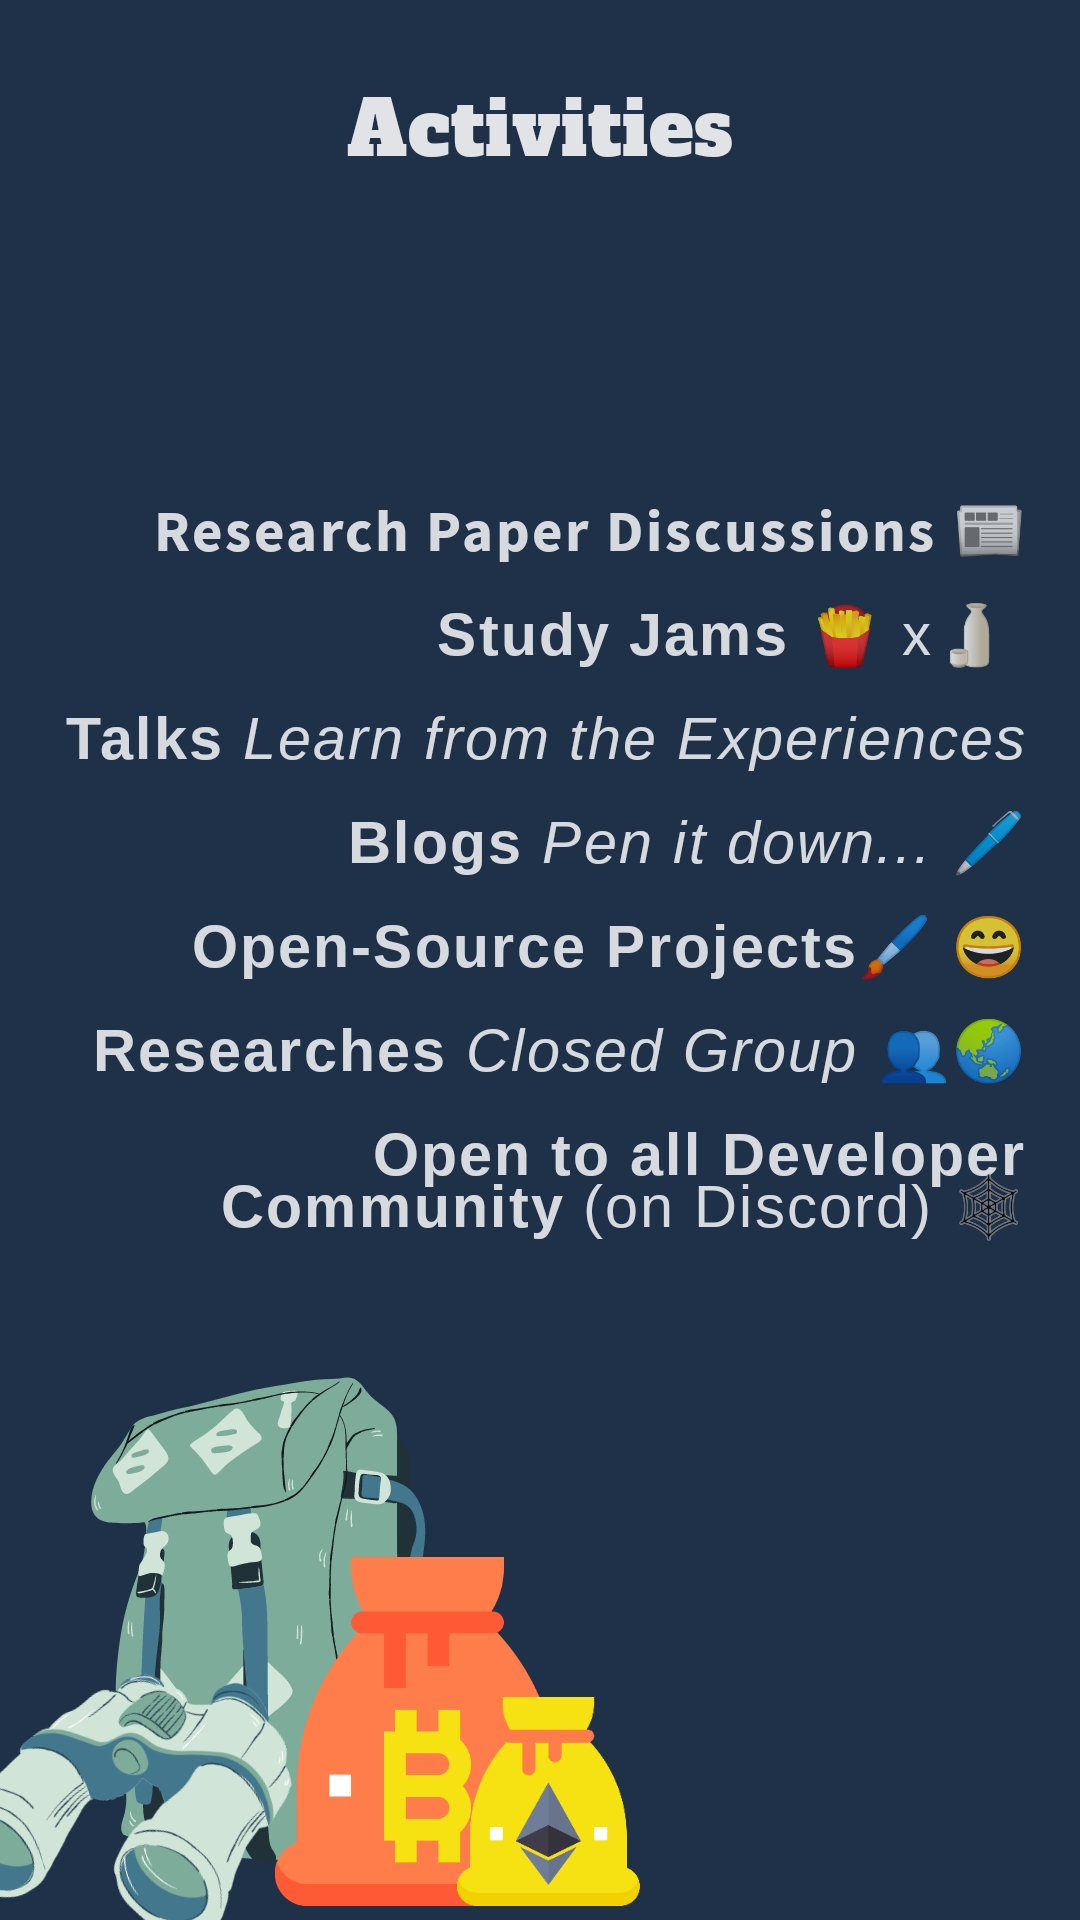 Activities
Research Paper Discussions 📰
Study Jams 🍟 x 🍶
Talks Learn from the Experiences
Blogs Pen it down... 🖊️
Open-Source Projects🖌️ 😄
Researches Closed Group 👥🌏
Open to all Developer
Community (on Discord) 🕸️